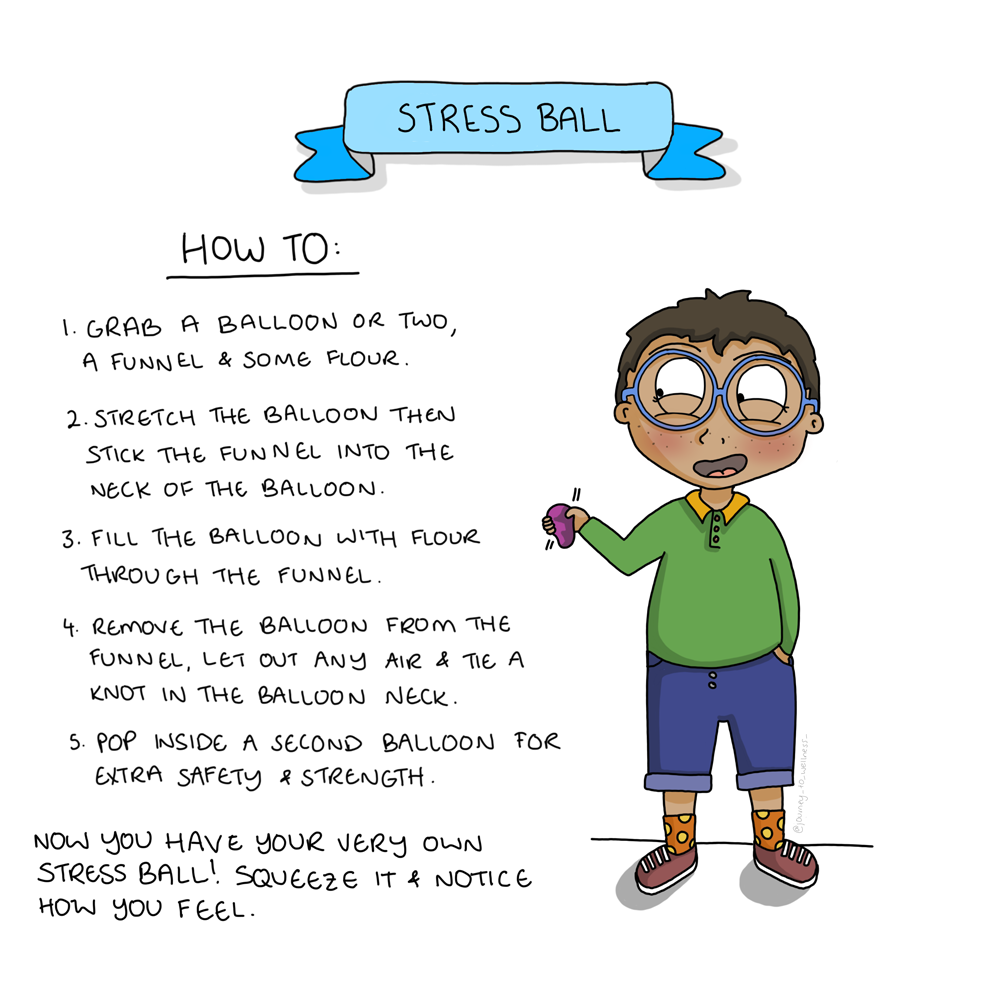 STRESS BALL
HOW TO:
1. GRAB A BALLOON OR TWO,
A FUNNEL & SOME FLOUR.
2. STRETCH THE BALLOON THEN
STICK THE FUNNEL INTO THE
NECK OF THE BALLOON.
3. FILL THE BALLOON WITH FLOUR
THROUGH THE FUNNEL.
4. REMOVE THE BALLOON FROM THE
FUNNEL, LET OUT ANY AIR & TIE A
KNOT IN THE BALLOON NECK.
5. POP INSIDE A SECOND BALLOON FOR
EXTRA SAFETY & STRENGTH.
NOW YOU HAVE YOUR VERY OWN
STRESS BALL! SQUEEZE IT & NOTICE
HOW YOU FEEL.
@journey_to_wellness_